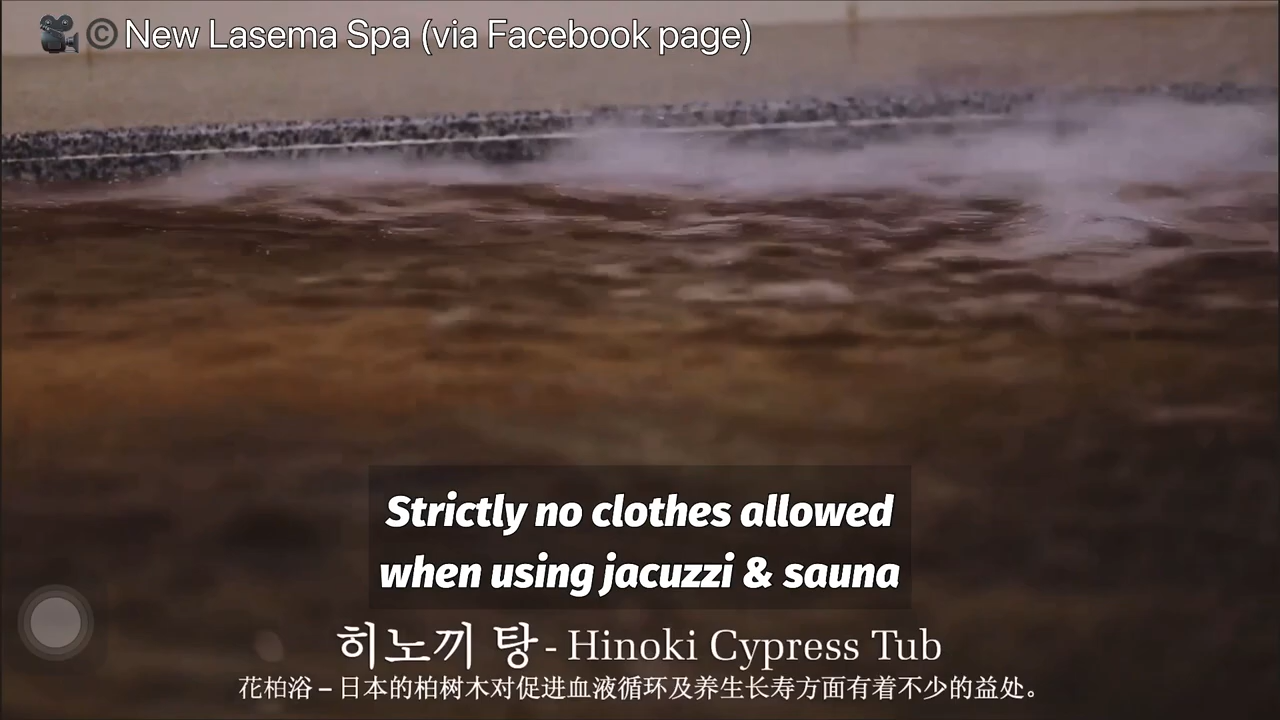 🎥 © New Lasema Spa (via Facebook page)
Strictly no clothes allowed
when using jacuzzi & sauna
히노끼 탕 - Hinoki Cypress Tub
花柏浴 – 日本的柏树木对促进血液循环及养生长寿方面有着不少的益处。